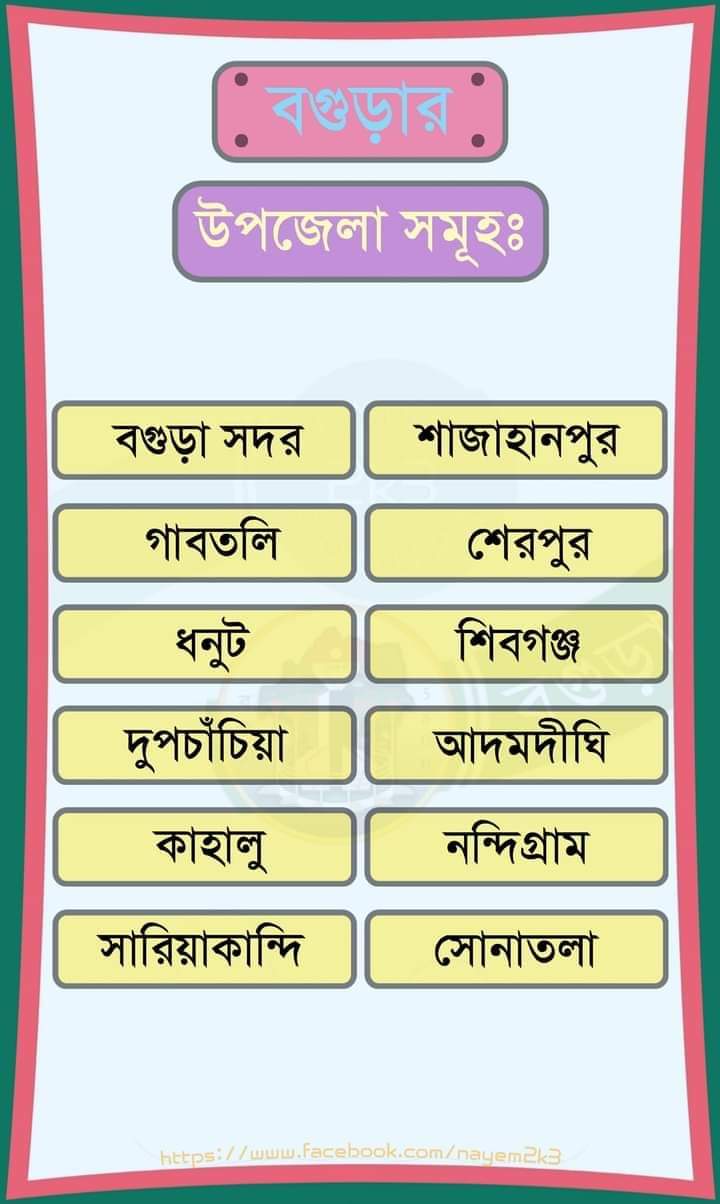 বগুড়ার
উপজেলা সমূহঃ
বগুড়া সদর
শাজাহানপুর
গাবতলি
শেরপুর
ধনুট
শিবগঞ্জ
দুপচাঁচিয়া
আদমদীঘি
কাহালু
নন্দিগ্রাম
সারিয়াকান্দি
সোনাতলা
বগুড়া
https://www.facebook.com/nayem2k3